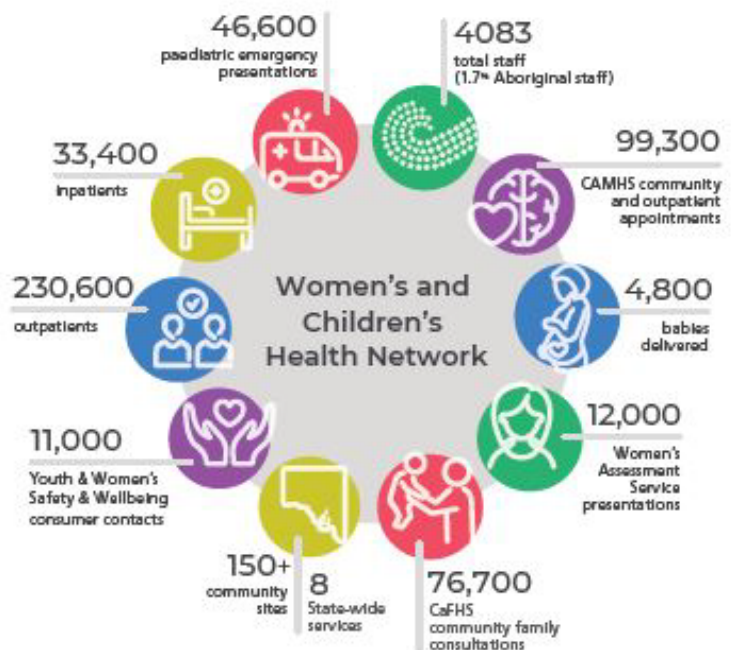 46,600
paediatric emergency
presentations
4083
total staff
(1.7% Aboriginal staff)
99,300
CAMHS community
and outpatient
appointments
4,800
babies
delivered
12,000
Women's
Assessment
Service
presentations
76,700
CaFHS
community family
consultations
8
State-wide
services
150+
community
sites
11,000
Youth & Women's
Safety & Wellbeing
consumer contacts
230,600
outpatients
33,400
inpatients
Women's and
Children's
Health Network